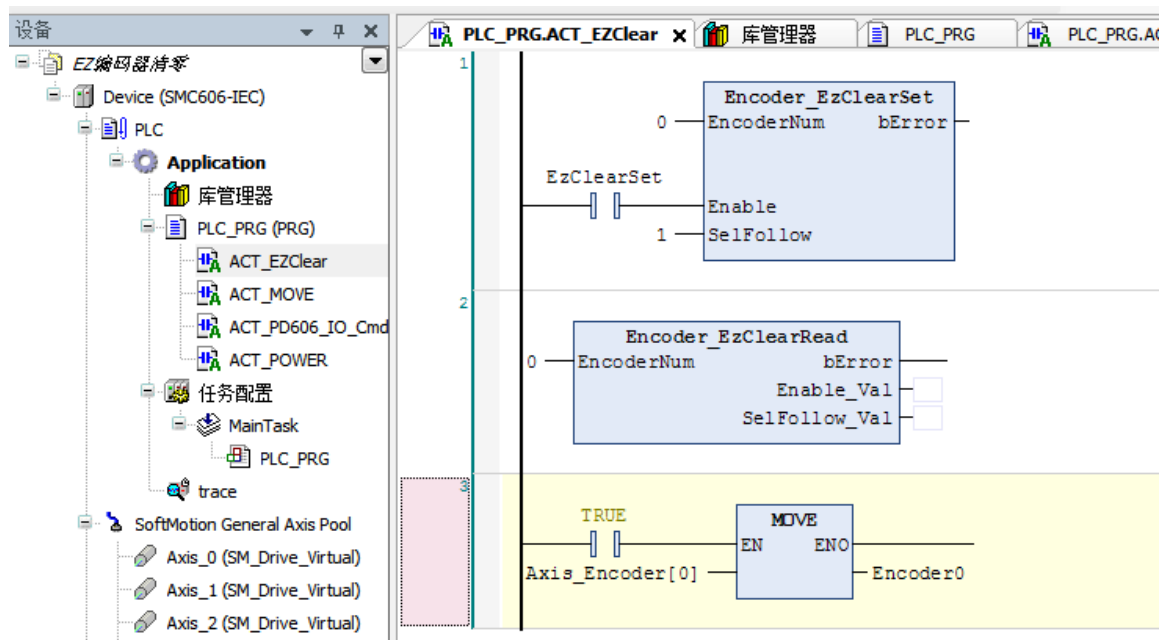 设备
EZ编码器清零
Device (SMC606-IEC)
PLC
Application
库管理器
PLC_PRG (PRG)
ACT_EZClear
ACT_MOVE
ACT_PD606_IO_Cmd
ACT_POWER
任务配置
MainTask
PLC_PRG
trace
SoftMotion General Axis Pool
Axis_0 (SM_Drive_Virtual)
Axis_1 (SM_Drive_Virtual)
Axis_2 (SM_Drive_Virtual)
PLC_PRG.ACT_EZClear 库管理器 PLC_PRG PLC_PRG.AC
1
Encoder_EzClearSet
0 EncoderNum bError
EzClearSet
Enable
1 SelFollow
2
Encoder_EzClearRead
0 EncoderNum bError
Enable_Val
SelFollow_Val
3
TRUE MOVE
EN ENO
Axis_Encoder[0] Encoder0